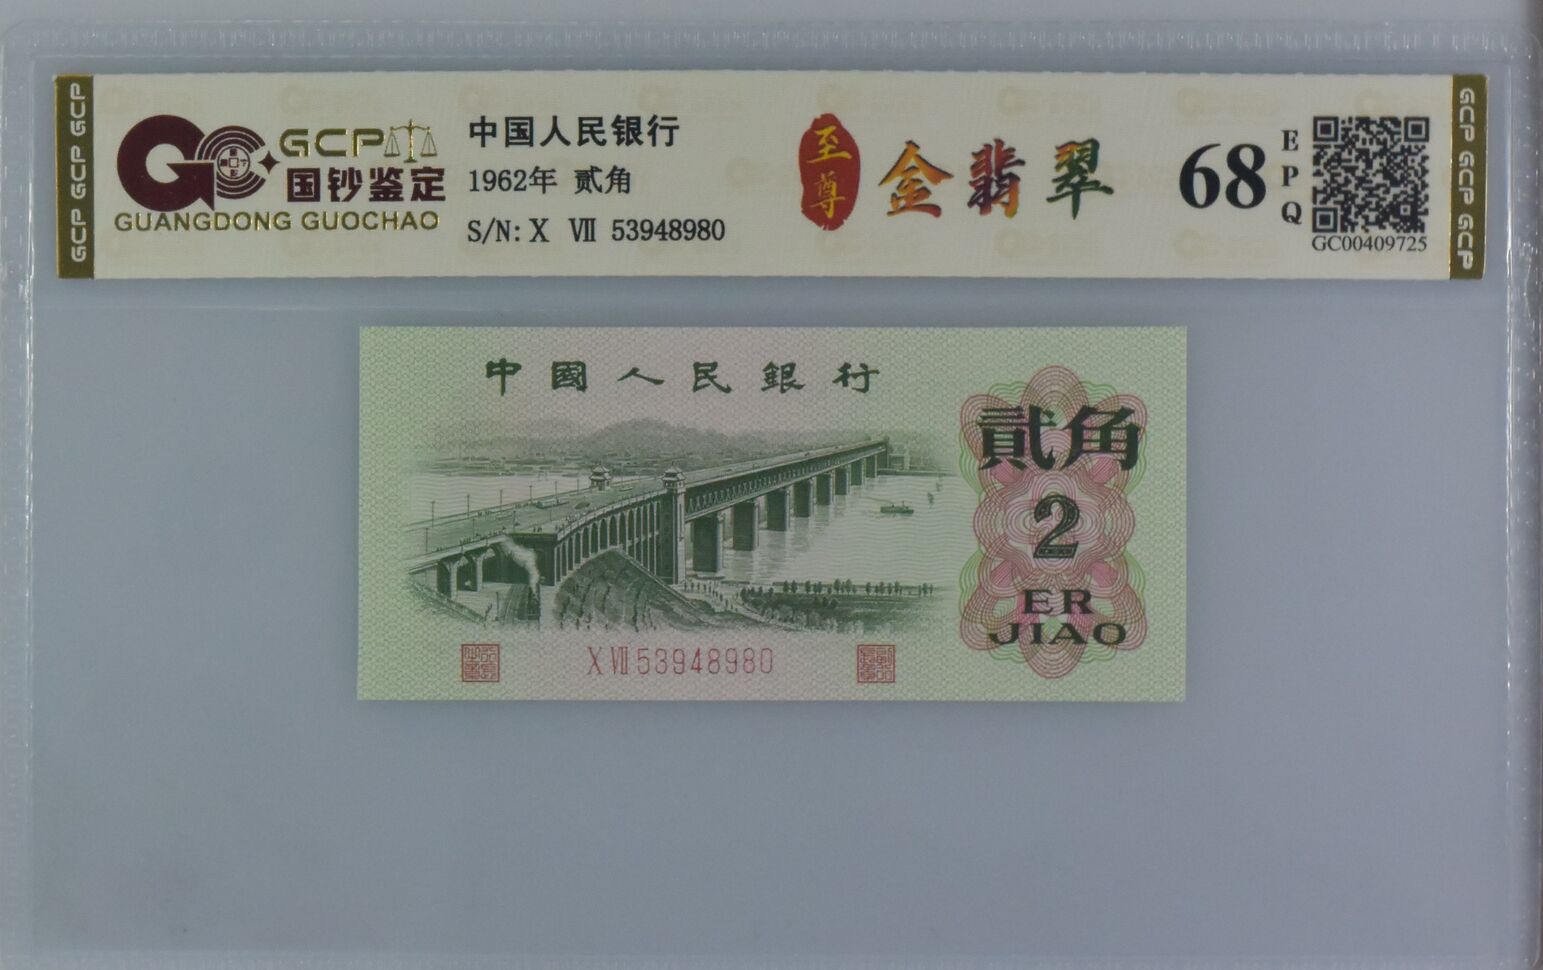 GCP GCP GCP
GCP
国钞鉴定
GUANGDONG GUOCHAO
中国人民银行
1962年 贰角
S/N: X Ⅶ 53948980
至尊
金翡翠
68
EPQ
GC00409725
GCP GCP GCP
中國人民銀行
貳角
2
ER
JIAO
X Ⅶ 53948980